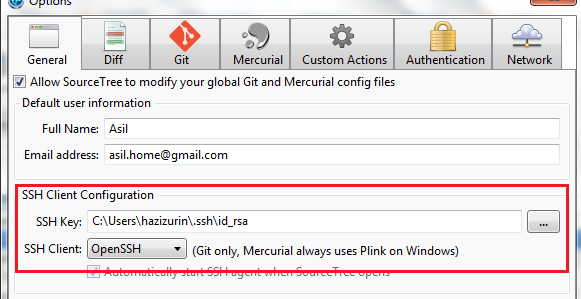 Options
General
Diff
Git
Mercurial
Custom Actions
Authentication
Network
Allow SourceTree to modify your global Git and Mercurial config files
Default user information
Full Name: Asil
Email address: asil.home@gmail.com
SSH Client Configuration
SSH Key: C:\Users\hazizurin\.ssh\id_rsa ...
SSH Client: OpenSSH (Git only, Mercurial always uses Plink on Windows)
Automatically start SSH agent when SourceTree opens